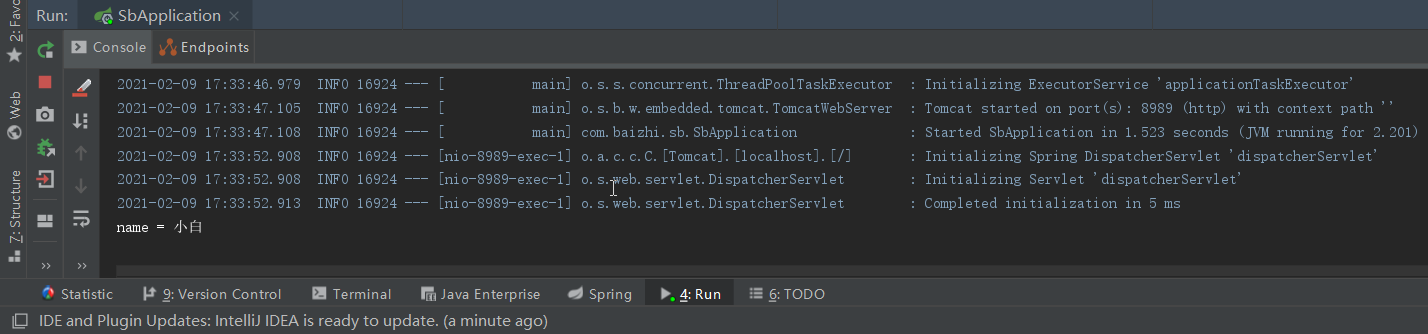 Run: SbApplication ×
2: Favo
Console Endpoints
Web
7: Structure
2021-02-09 17:33:46.979  INFO 16924 --- [           main] o.s.s.concurrent.ThreadPoolTaskExecutor  : Initializing ExecutorService 'applicationTaskExecutor'
2021-02-09 17:33:47.105  INFO 16924 --- [           main] o.s.b.w.embedded.tomcat.TomcatWebServer  : Tomcat started on port(s): 8989 (http) with context path ''
2021-02-09 17:33:47.108  INFO 16924 --- [           main] com.baizhi.sb.SbApplication              : Started SbApplication in 1.523 seconds (JVM running for 2.201)
2021-02-09 17:33:52.908  INFO 16924 --- [nio-8989-exec-1] o.a.c.c.C.[Tomcat].[localhost].[/]       : Initializing Spring DispatcherServlet 'dispatcherServlet'
2021-02-09 17:33:52.908  INFO 16924 --- [nio-8989-exec-1] o.s.web.servlet.DispatcherServlet        : Initializing Servlet 'dispatcherServlet'
2021-02-09 17:33:52.913  INFO 16924 --- [nio-8989-exec-1] o.s.web.servlet.DispatcherServlet        : Completed initialization in 5 ms
name = 小白
Statistic 9: Version Control Terminal Java Enterprise Spring 4: Run 6: TODO
IDE and Plugin Updates: IntelliJ IDEA is ready to update. (a minute ago)